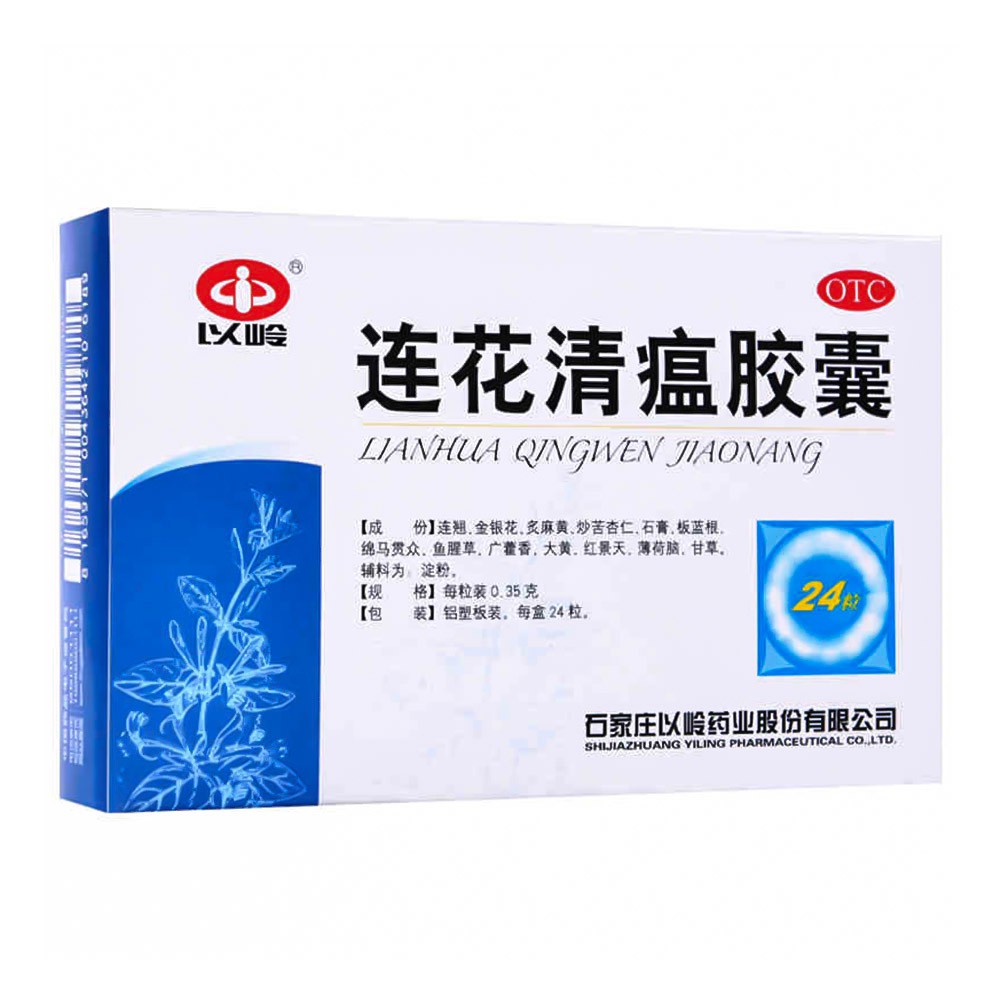 以岭
®
OTC
连花清瘟胶囊
LIANHUA QINGWEN JIAONANG
【成 份】连翘、金银花、炙麻黄、炒苦杏仁、石膏、板蓝根、
绵马贯众、鱼腥草、广藿香、大黄、红景天、薄荷脑、甘草。
辅料为：淀粉。
【规 格】每粒装0.35克
【包 装】铝塑板装。每盒24粒。
24粒
石家庄以岭药业股份有限公司
SHIJIAZHUANG YILING PHARMACEUTICAL CO.,LTD.